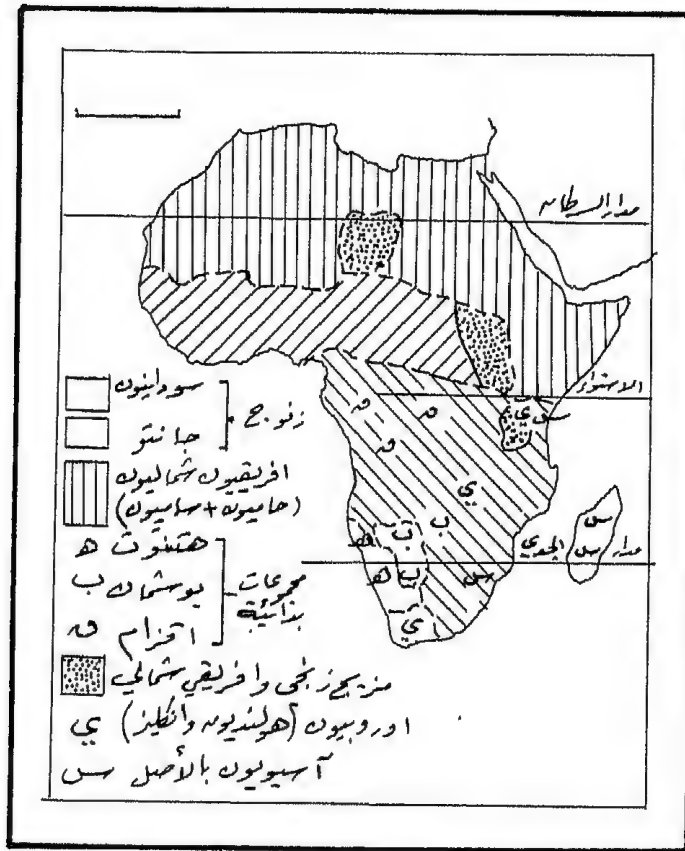 مدار السرطان
الاستواء
سودانيون
زنوج
جانتو
افريقيون شماليون
(حاميون + ساميون)
هتنتوت ه
بوشمان ب
مجموعات بدائية
اقزام ق
مزيج زنجي وافريقي شمالي
اوروبيون (هولنديون وانكليز) ي
آسيويون بالأصل س
ق
ق
ق
ي
س
ي
ب
ب
ه
ب
س
ي
س
س
مدار الجدي